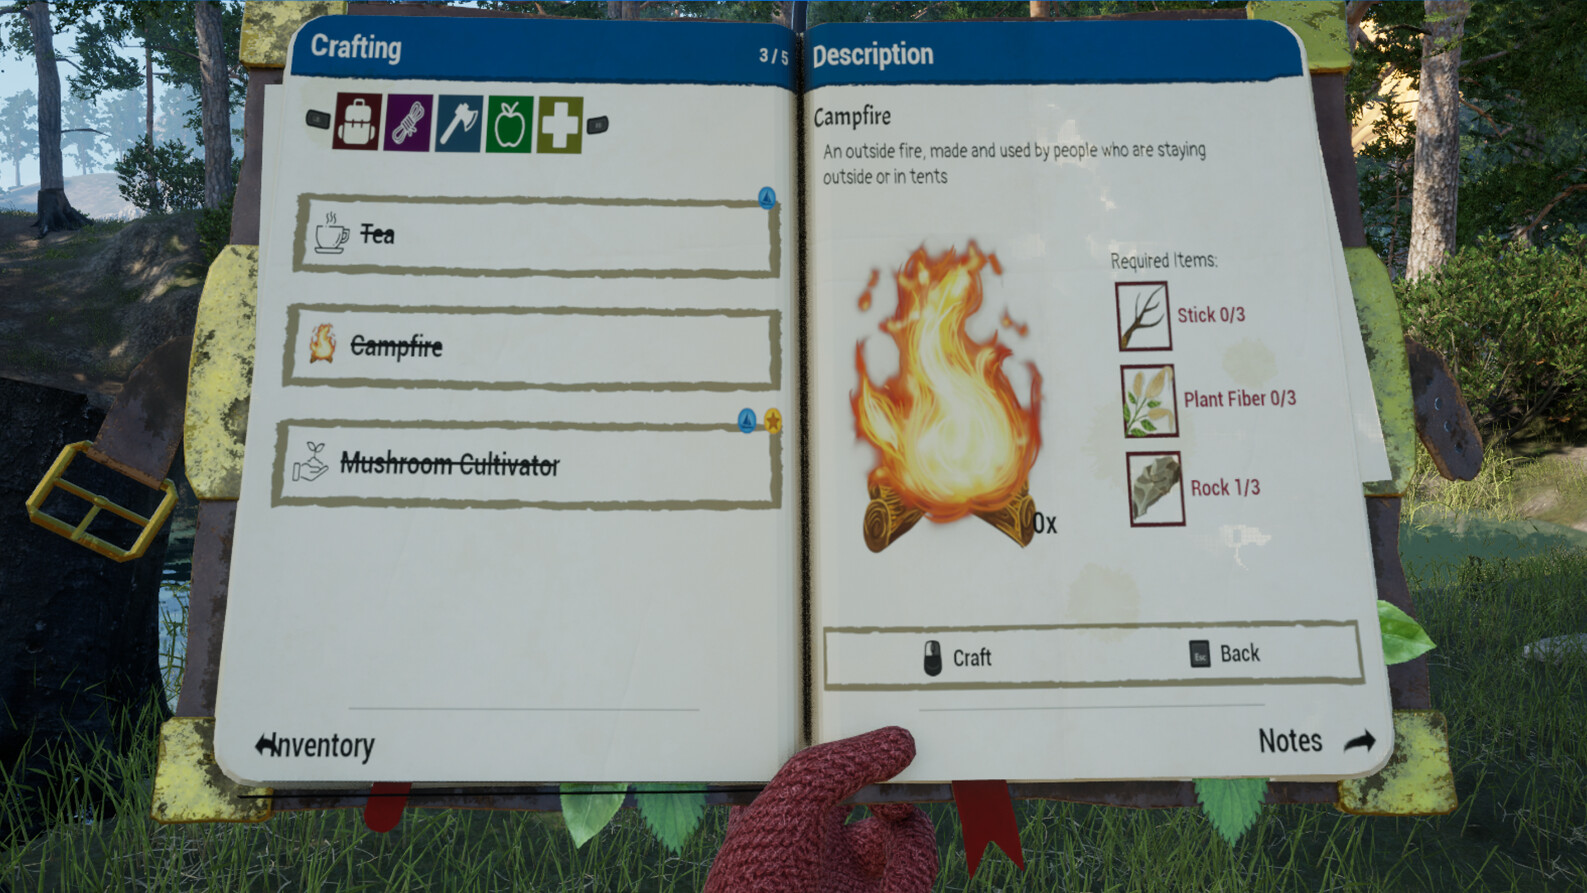 Crafting
3/5
Tea
Campfire
Mushroom Cultivator
Inventory
Description
Campfire
An outside fire, made and used by people who are staying
outside or in tents
Required Items:
Stick 0/3
Plant Fiber 0/3
Rock 1/3
0x
Craft
Esc
Back
Notes